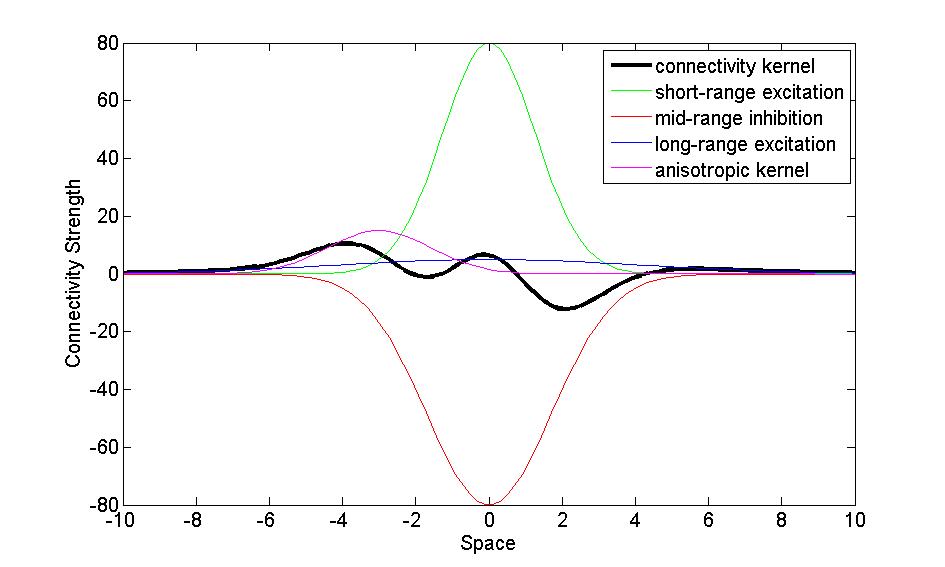 80
60
40
20
0
-20
-40
-60
-80
Connectivity Strength
-10 -8 -6 -4 -2 0 2 4 6 8 10
Space
connectivity kernel
short-range excitation
mid-range inhibition
long-range excitation
anisotropic kernel